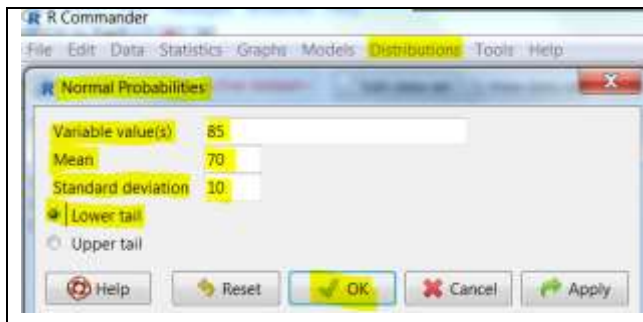 R Commander
File Edit Data Statistics Graphs Models Distributions Tools Help
Normal Probabilities
Variable value(s) 85
Mean 70
Standard deviation 10
Lower tail
Upper tail
Help Reset OK Cancel Apply